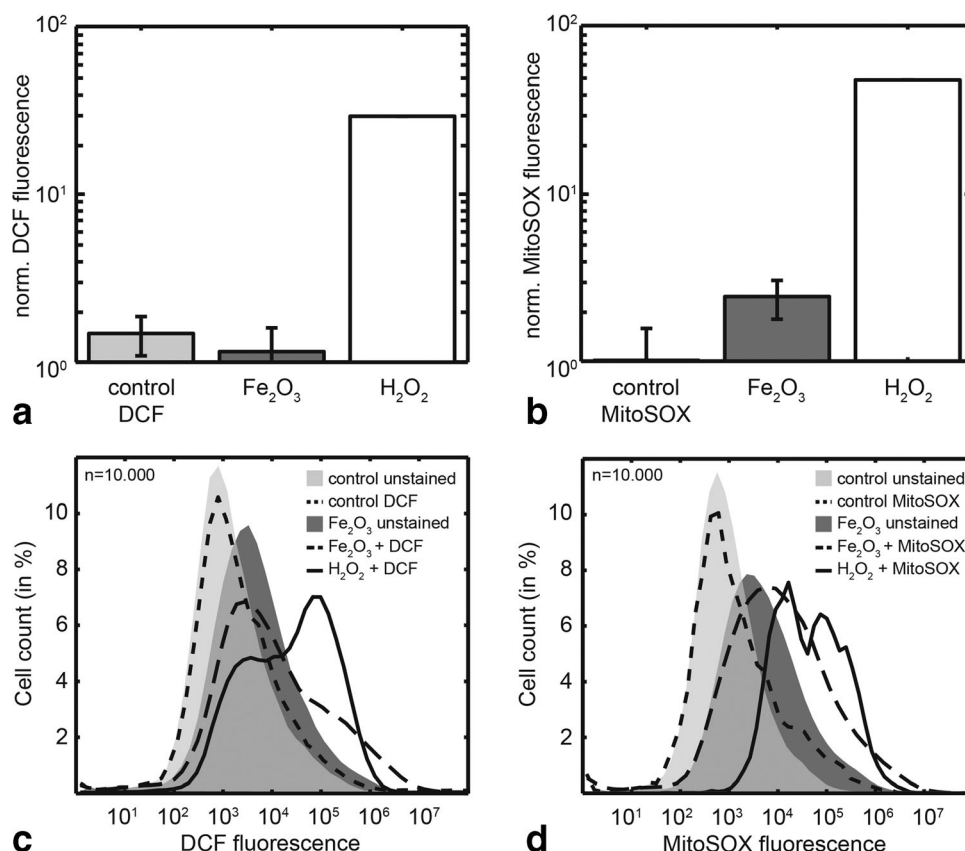 norm. DCF fluorescence
10²
10¹
10⁰
control DCF
Fe₂O₃
H₂O₂
a
norm. MitoSOX fluorescence
10²
10¹
10⁰
control MitoSOX
Fe₂O₃
H₂O₂
b
Cell count (in %)
10
8
6
4
2
n=10.000
control unstained
control DCF
Fe₂O₃ unstained
Fe₂O₃ + DCF
H₂O₂ + DCF
10¹ 10² 10³ 10⁴ 10⁵ 10⁶ 10⁷
DCF fluorescence
c
Cell count (in %)
10
8
6
4
2
n=10.000
control unstained
control MitoSOX
Fe₂O₃ unstained
Fe₂O₃ + MitoSOX
H₂O₂ + MitoSOX
10¹ 10² 10³ 10⁴ 10⁵ 10⁶ 10⁷
MitoSOX fluorescence
d